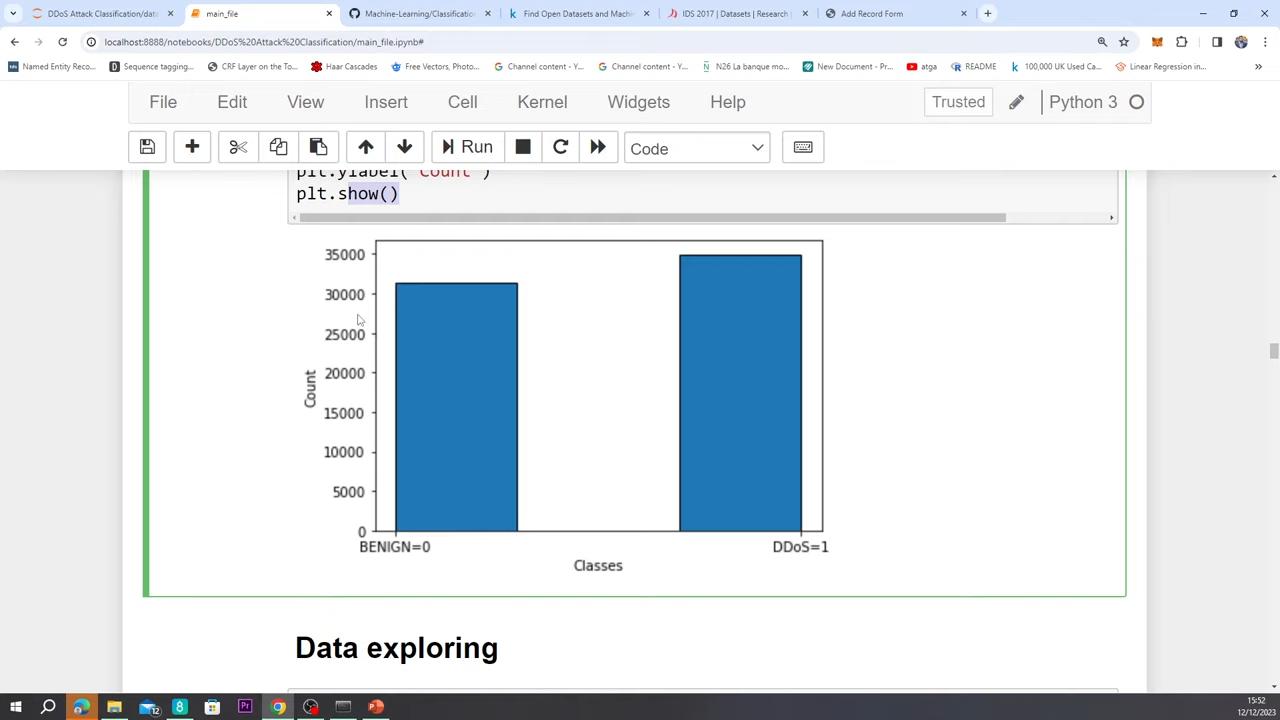 DDoS Attack Classification/data
main_file
Machine-Learning/Classification
Find Open Datasets and Machin
IDS 2017 | Datasets | Research
Add Record Form
localhost:8888/notebooks/DDoS%20Attack%20Classification/main_file.ipynb#
Named Entity Reco...
Sequence tagging...
CRF Layer on the To...
Haar Cascades
Free Vectors, Photo...
Channel content - Y...
Channel content - Y...
N26 La banque mo...
New Document - Pr...
atga
README
100,000 UK Used Ca...
Linear Regression in...
File Edit View Insert Cell Kernel Widgets Help
Trusted
Python 3
Run
Code
plt.ylabel("Count")
plt.show()
35000
30000
25000
20000
15000
10000
5000
0
Count
BENIGN=0 DDoS=1
Classes
Data exploring
15:52
12/12/2023